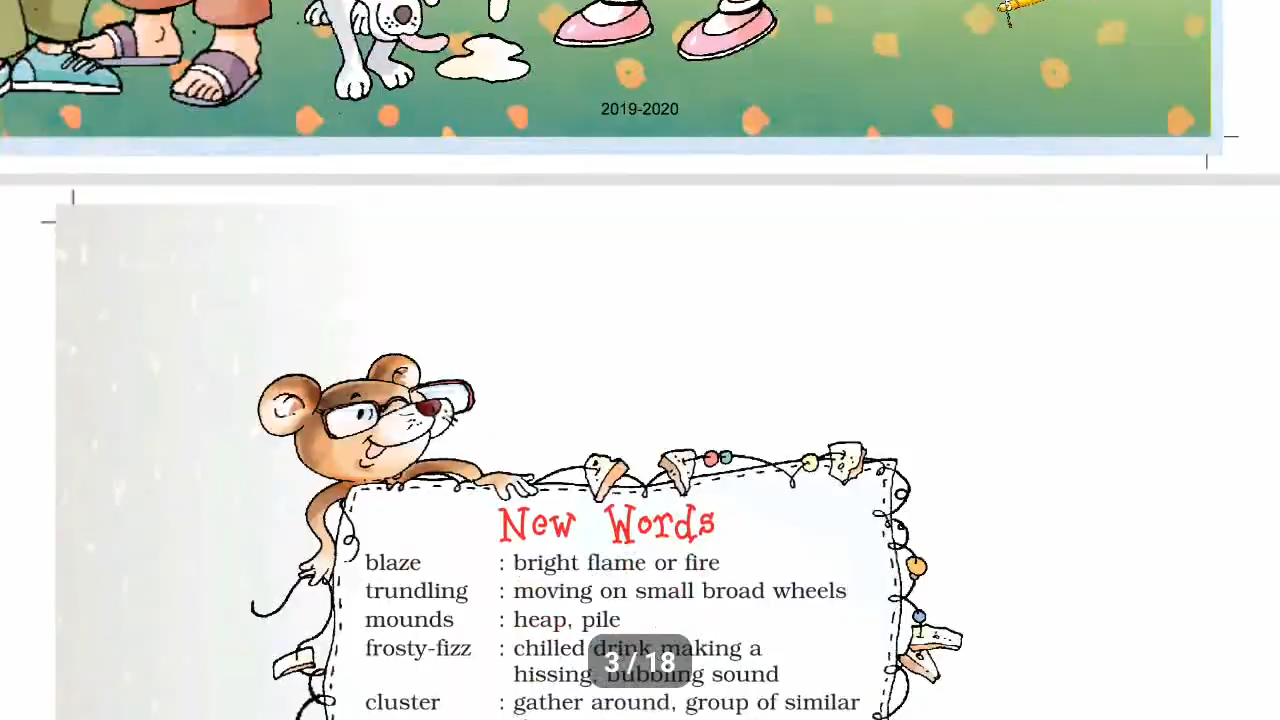 2019-2020
New Words
blaze : bright flame or fire
trundling : moving on small broad wheels
mounds : heap, pile
frosty-fizz : chilled drink making a
hissing, bubbling sound
3 / 18
cluster : gather around, group of similar